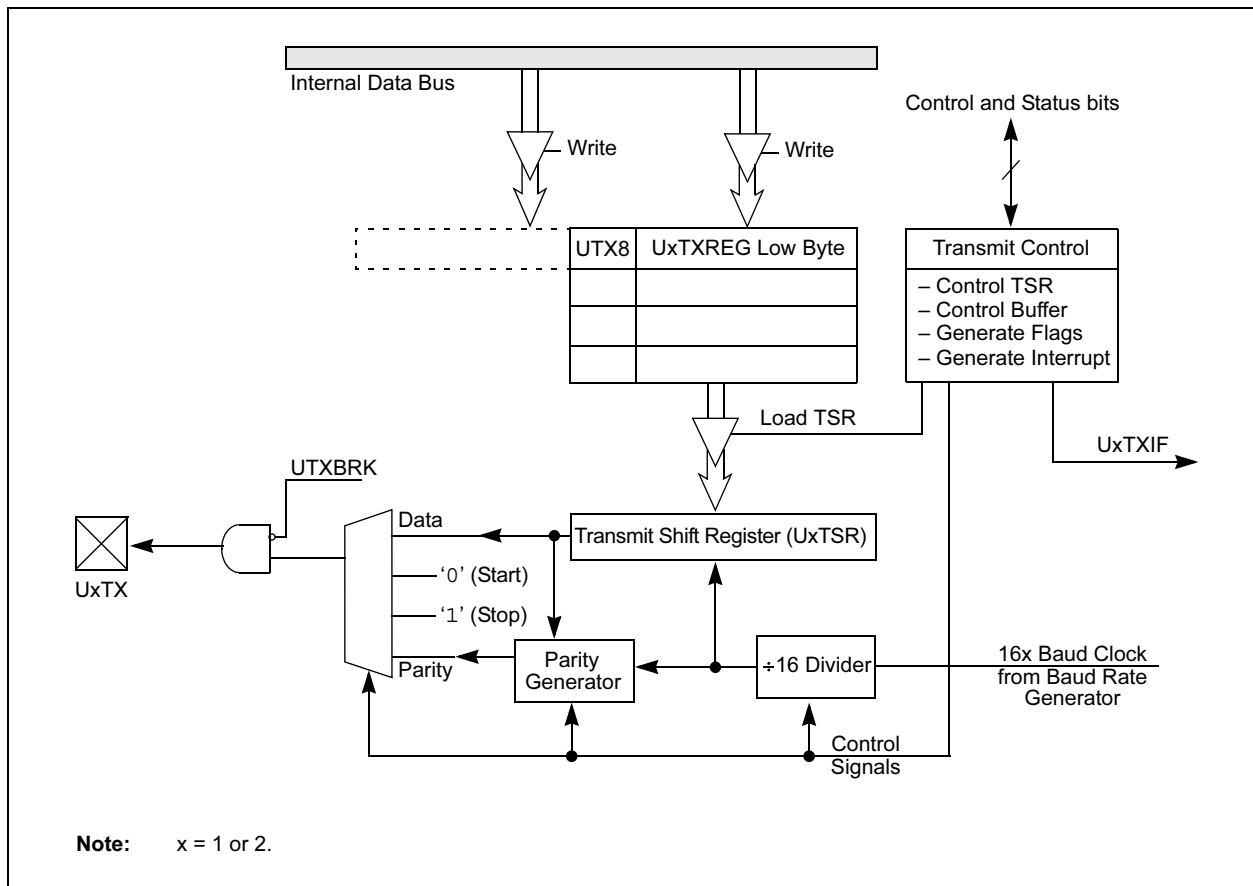 Internal Data Bus
Control and Status bits
Write
Write
UTX8
UxTXREG Low Byte
Transmit Control
– Control TSR
– Control Buffer
– Generate Flags
– Generate Interrupt
Load TSR
UxTXIF
UTXBRK
Data
Transmit Shift Register (UxTSR)
UxTX
‘0’ (Start)
‘1’ (Stop)
Parity
Parity
Generator
÷16 Divider
16x Baud Clock
from Baud Rate
Generator
Control
Signals
Note: x = 1 or 2.